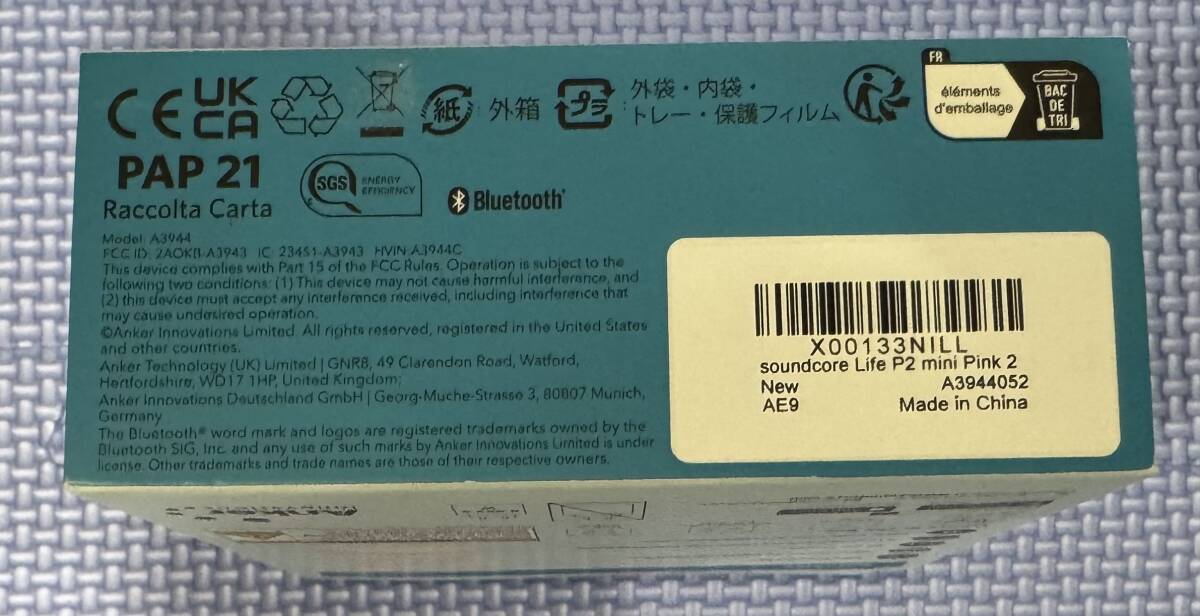 CE UK CA
紙 外箱 プラ 外袋・内袋・
トレー・保護フィルム
FR
éléments
d'emballage
BAC
DE
TRI
PAP 21
Raccolta Carta
SGS ENERGY
EFFICIENCY
Bluetooth®
Model: A3944
FCC ID: 2AOKB-A3943 IC: 23451-A3943 HVIN:A3944C
This device complies with Part 15 of the FCC Rules. Operation is subject to the
following two conditions: (1) This device may not cause harmful interference, and
(2) this device must accept any interference received, including interference that
may cause undesired operation.
©Anker Innovations Limited. All rights reserved, registered in the United States
and other countries.
Anker Technology (UK) Limited | GNR8, 49 Clarendon Road, Watford,
Hertfordshire, WD17 1HP, United Kingdom;
Anker Innovations Deutschland GmbH | Georg-Muche-Strasse 3, 80807 Munich,
Germany
The Bluetooth® word mark and logos are registered trademarks owned by the
Bluetooth SIG, Inc. and any use of such marks by Anker Innovations Limited is under
license. Other trademarks and trade names are those of their respective owners.
X00133NILL
soundcore Life P2 mini Pink 2
New A3944052
AE9 Made in China